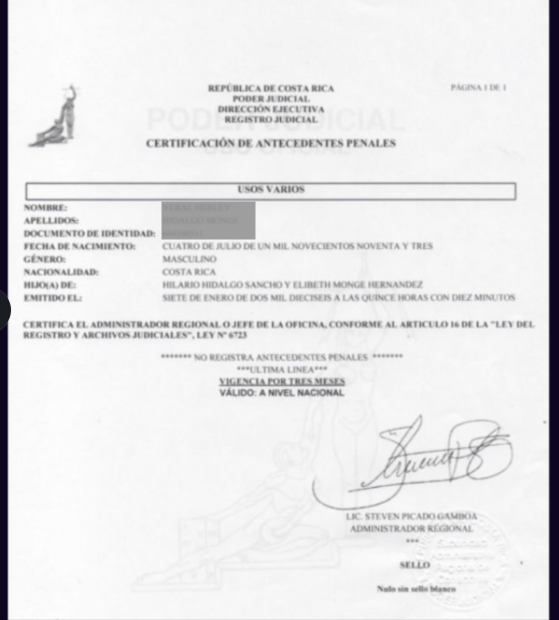 REPÚBLICA DE COSTA RICA
PODER JUDICIAL
DIRECCIÓN EJECUTIVA
REGISTRO JUDICIAL
PÁGINA 1 DE 1
PODER JUDICIAL
CERTIFICACIÓN DE ANTECEDENTES PENALES
USOS VARIOS
NOMBRE:
APELLIDOS:
DOCUMENTO DE IDENTIDAD:
FECHA DE NACIMIENTO: CUATRO DE JULIO DE UN MIL NOVECIENTOS NOVENTA Y TRES
GÉNERO: MASCULINO
NACIONALIDAD: COSTA RICA
HIJO(A) DE: HILARIO HIDALGO SANCHO Y ELIBETH MONGE HERNANDEZ
EMITIDO EL: SIETE DE ENERO DE DOS MIL DIECISEIS A LAS QUINCE HORAS CON DIEZ MINUTOS
CERTIFICA EL ADMINISTRADOR REGIONAL O JEFE DE LA OFICINA, CONFORME AL ARTICULO 16 DE LA "LEY DEL
REGISTRO Y ARCHIVOS JUDICIALES", LEY Nº 6723
******* NO REGISTRA ANTECEDENTES PENALES *******
***ULTIMA LINEA***
VIGENCIA POR TRES MESES
VÁLIDO: A NIVEL NACIONAL
LIC. STEVEN PICADO GAMBOA
ADMINISTRADOR REGIONAL
***
SELLO
Nulo sin sello blanco